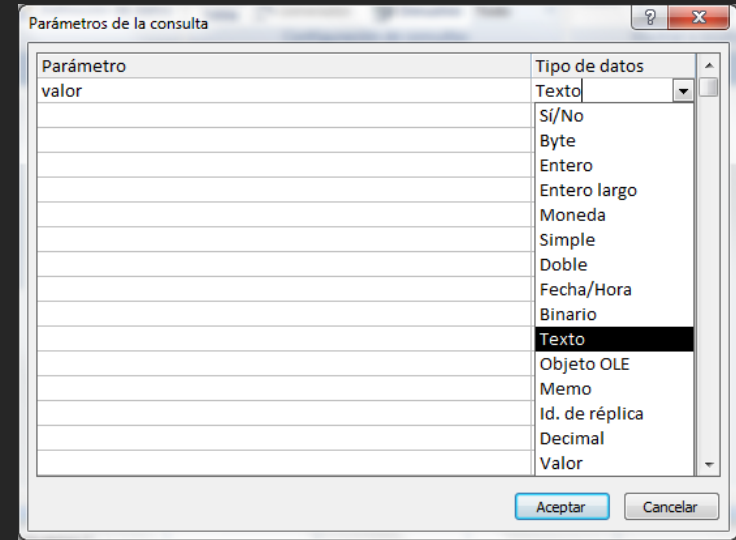 Parámetros de la consulta
Parámetro Tipo de datos
valor Texto
Sí/No
Byte
Entero
Entero largo
Moneda
Simple
Doble
Fecha/Hora
Binario
Texto
Objeto OLE
Memo
Id. de réplica
Decimal
Valor
Aceptar Cancelar